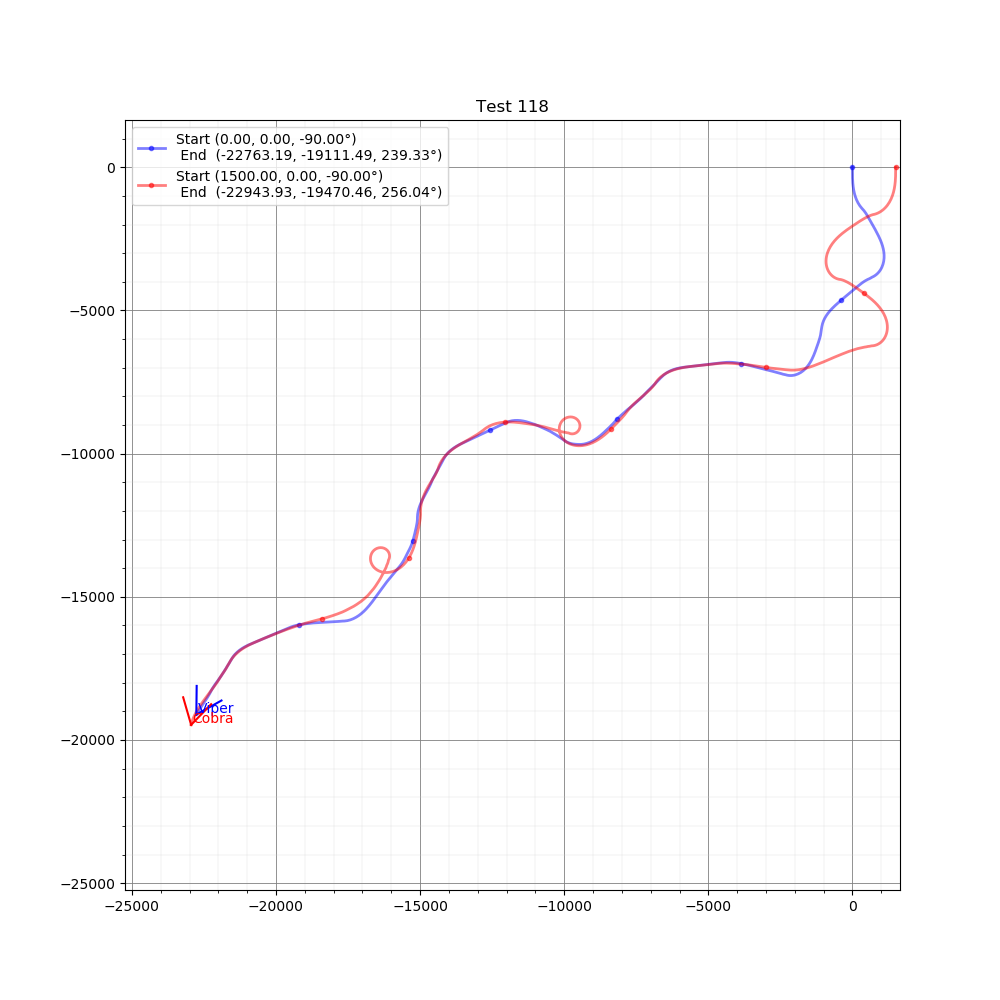 Test 118
Start (0.00, 0.00, -90.00°)
End  (-22763.19, -19111.49, 239.33°)
Start (1500.00, 0.00, -90.00°)
End  (-22943.93, -19470.46, 256.04°)
0
−5000
−10000
−15000
−20000
−25000
Viper
Cobra
−25000
−20000
−15000
−10000
−5000
0